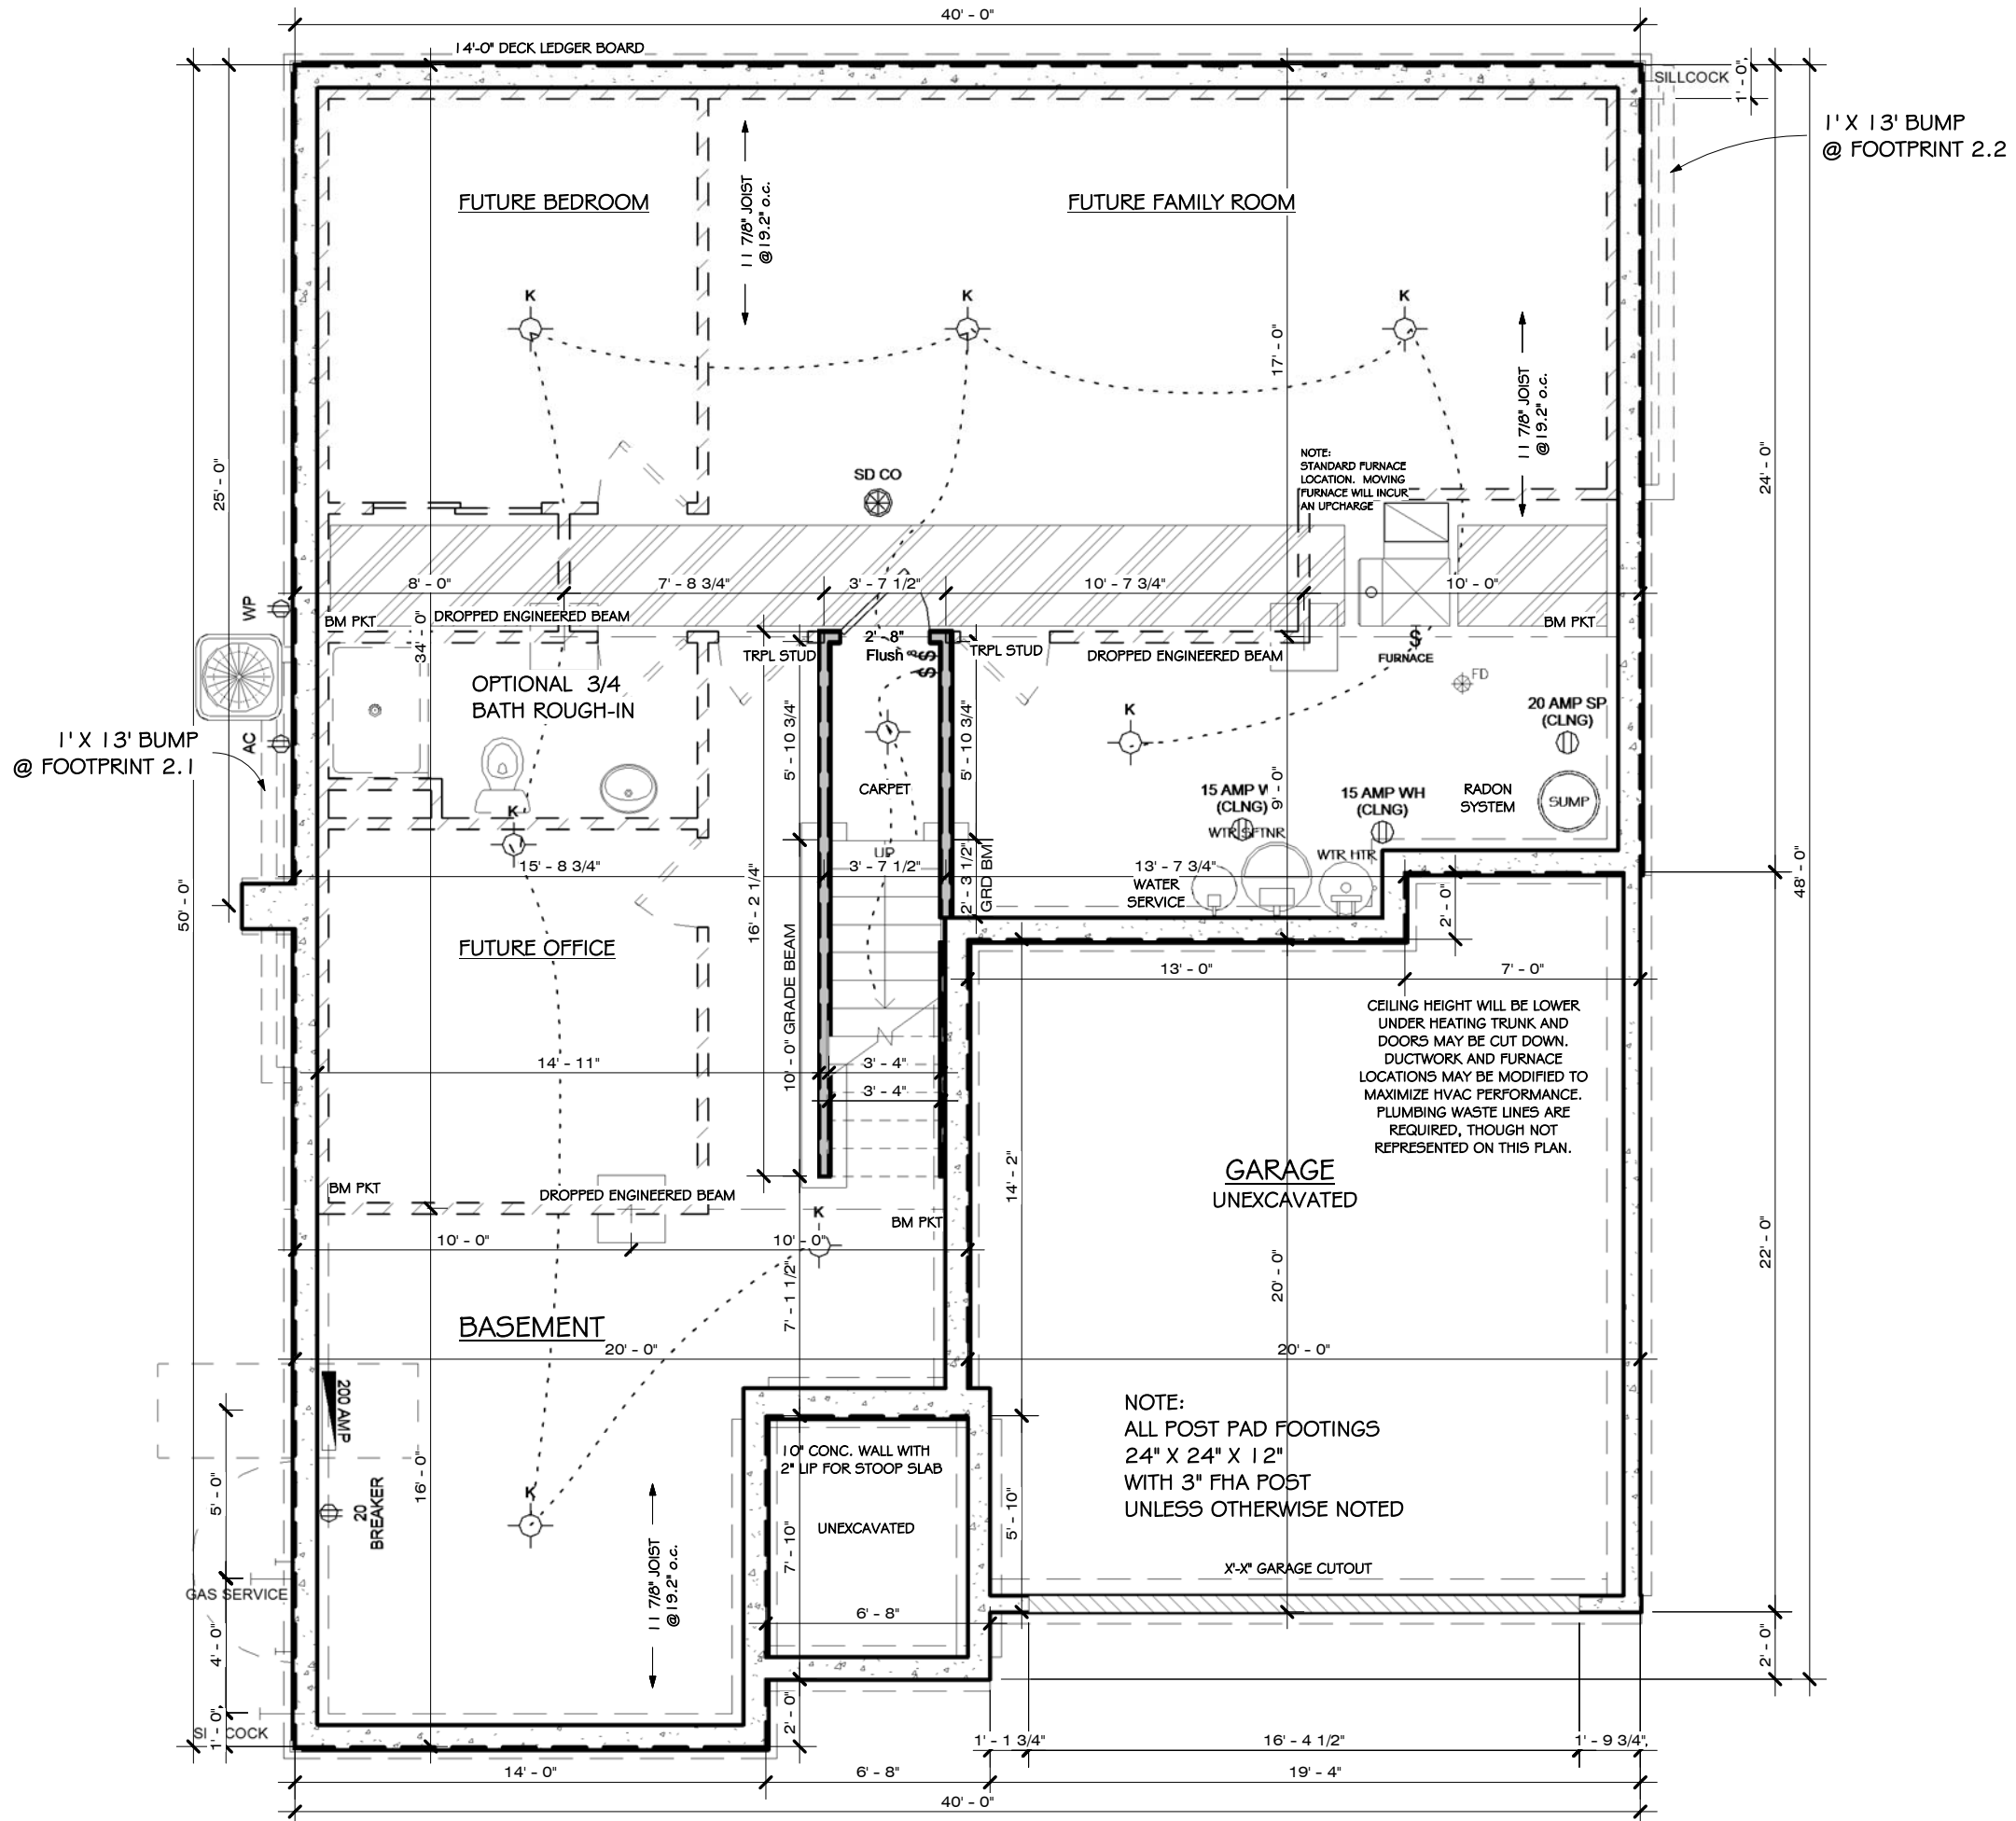 40' - 0"
14'-0" DECK LEDGER BOARD
SILLCOCK
1' - 0"
1' X 13' BUMP
@ FOOTPRINT 2.2
FUTURE BEDROOM
11 7/8" JOIST
@19.2" o.c.
FUTURE FAMILY ROOM
K
K
K
17' - 0"
11 7/8" JOIST
@19.2" o.c.
25' - 0"
24' - 0"
SD CO
NOTE:
STANDARD FURNACE
LOCATION. MOVING
FURNACE WILL INCUR
AN UPCHARGE
8' - 0"
7' - 8 3/4"
3' - 7 1/2"
10' - 7 3/4"
10' - 0"
WP
BM PKT
34' - 0"
DROPPED ENGINEERED BEAM
BM PKT
2' - 8"
Flush
$
$
TRPL STUD
TRPL STUD
DROPPED ENGINEERED BEAM
$
FURNACE
FD
OPTIONAL 3/4
BATH ROUGH-IN
5' - 10 3/4"
5' - 10 3/4"
K
20 AMP SP
(CLNG)
AC
1' X 13' BUMP
@ FOOTPRINT 2.1
CARPET
9' - 0"
15 AMP W
(CLNG)
15 AMP WH
(CLNG)
RADON
SYSTEM
SUMP
K
WTR SFTNR
UP
WTR HTR
15' - 8 3/4"
3' - 7 1/2"
13' - 7 3/4"
2' - 3 1/2"
GRD BM
WATER
SERVICE
2' - 0"
50' - 0"
48' - 0"
16' - 2 1/4"
FUTURE OFFICE
10' - 0" GRADE BEAM
13' - 0"
7' - 0"
CEILING HEIGHT WILL BE LOWER
UNDER HEATING TRUNK AND
DOORS MAY BE CUT DOWN.
DUCTWORK AND FURNACE
LOCATIONS MAY BE MODIFIED TO
MAXIMIZE HVAC PERFORMANCE.
PLUMBING WASTE LINES ARE
REQUIRED, THOUGH NOT
REPRESENTED ON THIS PLAN.
14' - 11"
3' - 4"
3' - 4"
14' - 2"
GARAGE
UNEXCAVATED
BM PKT
DROPPED ENGINEERED BEAM
K
BM PKT
10' - 0"
10' - 0"
7' - 1 1/2"
20' - 0"
22' - 0"
BASEMENT
20' - 0"
20' - 0"
200 AMP
NOTE:
ALL POST PAD FOOTINGS
24" X 24" X 12"
WITH 3" FHA POST
UNLESS OTHERWISE NOTED
10" CONC. WALL WITH
2" LIP FOR STOOP SLAB
5' - 0"
16' - 0"
K
20
BREAKER
UNEXCAVATED
5' - 10"
7' - 10"
11 7/8" JOIST
@19.2" o.c.
X'-X" GARAGE CUTOUT
GAS SERVICE
6' - 8"
4' - 0"
2' - 0"
2' - 0"
1' - 0"
COCK
1' - 1 3/4"
16' - 4 1/2"
1' - 9 3/4"
14' - 0"
6' - 8"
19' - 4"
40' - 0"